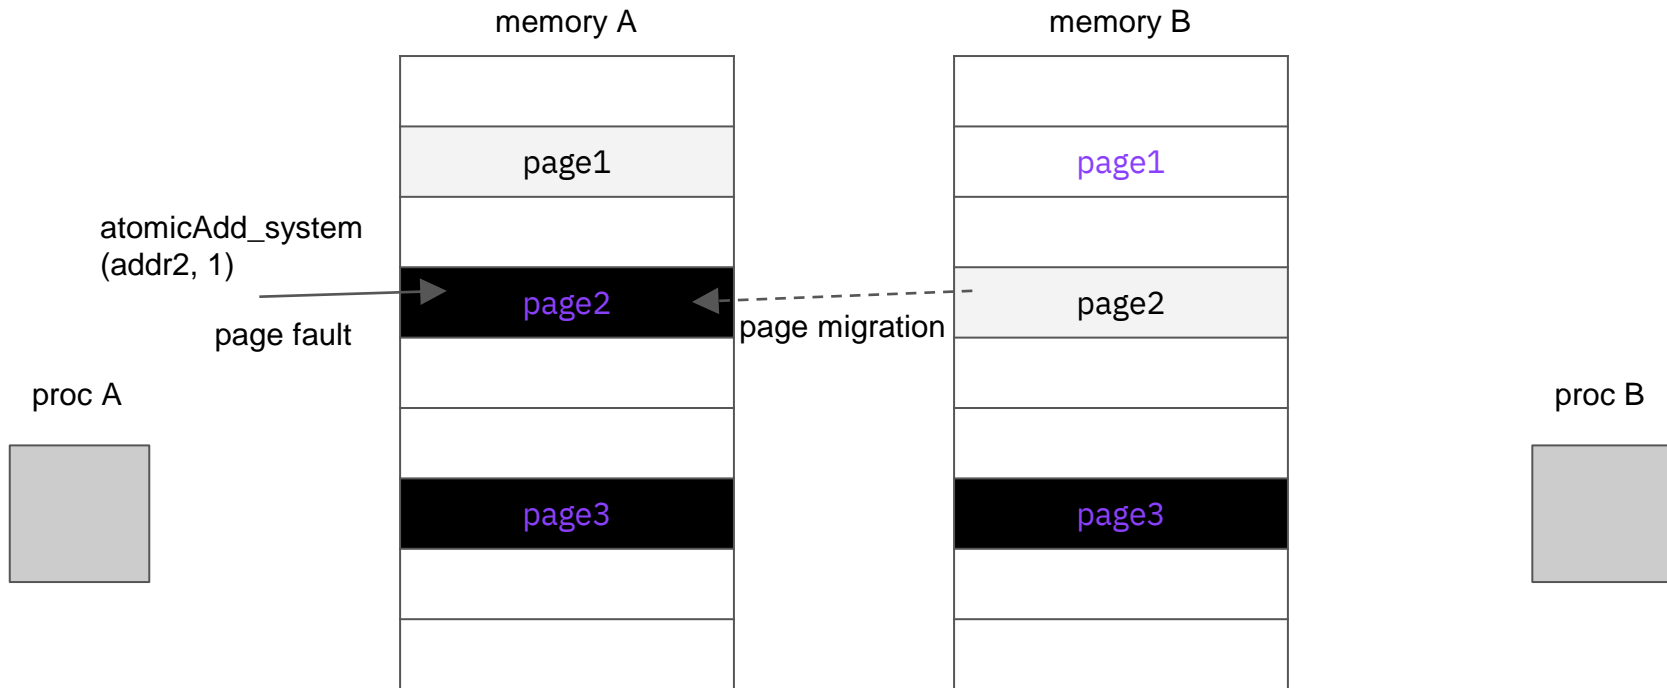 memory A
memory B
page1
page1
atomicAdd_system
(addr2, 1)
page2
page2
page fault
page migration
proc A
proc B
page3
page3